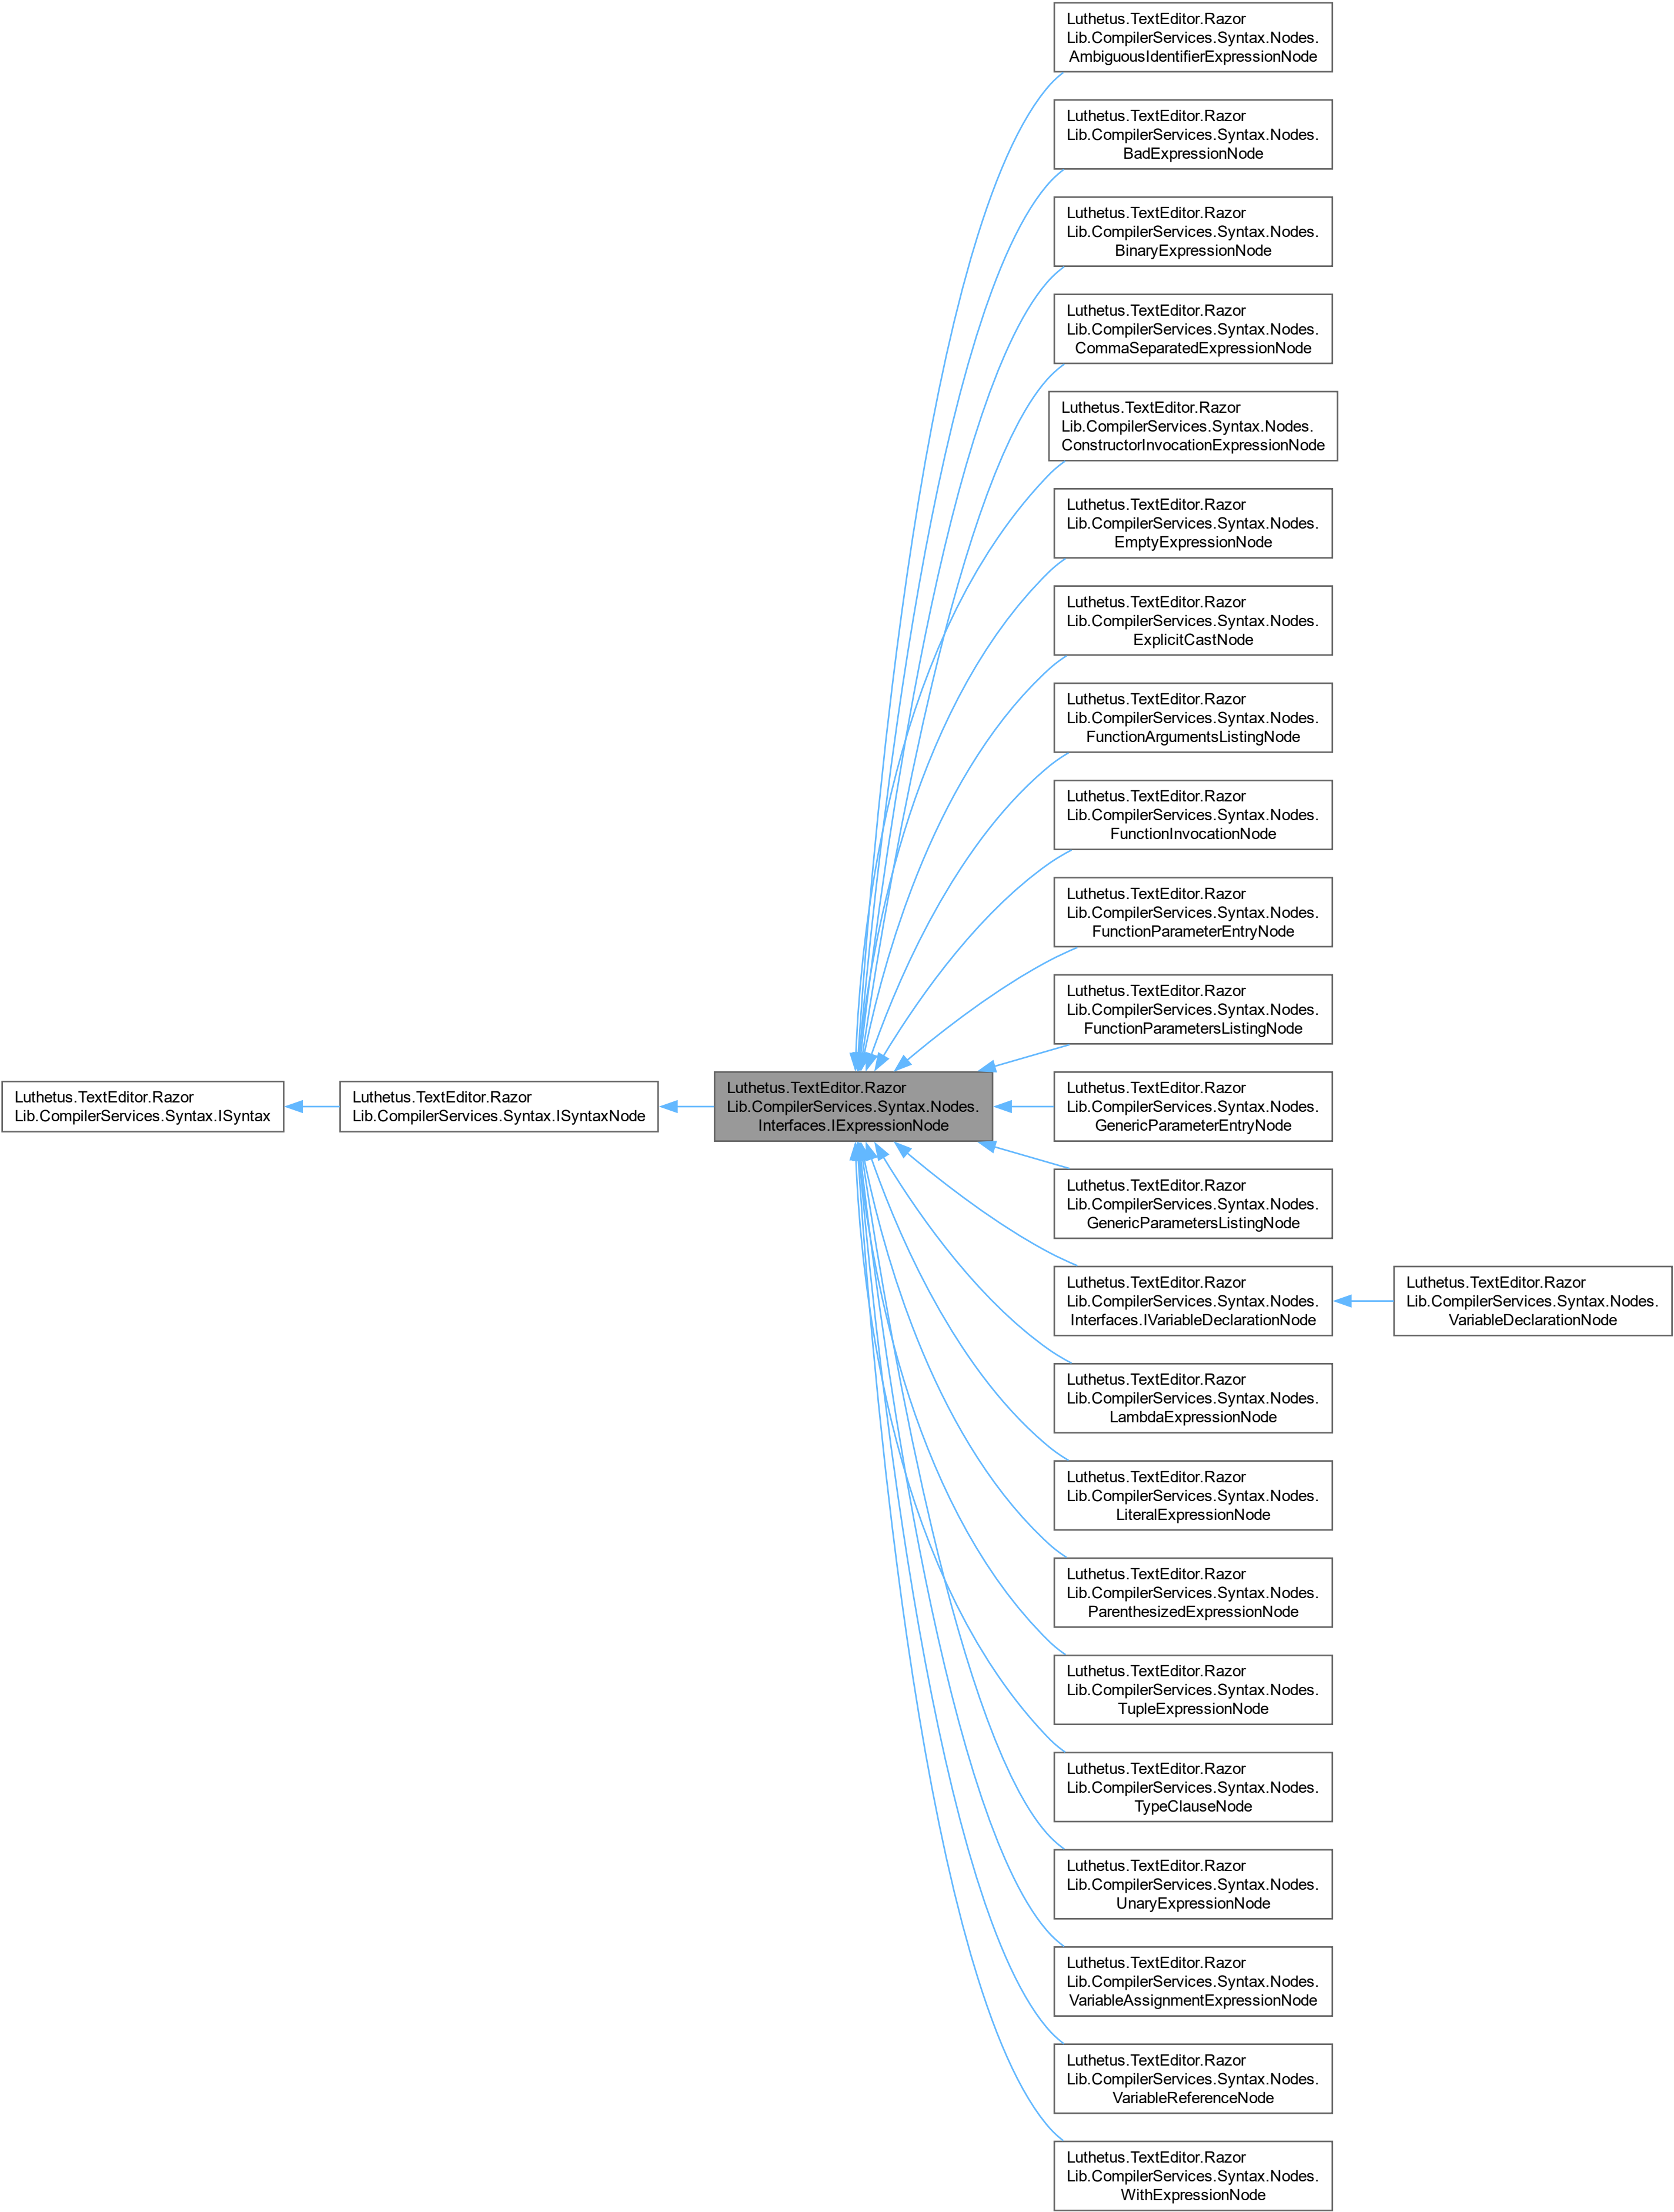 Luthetus.TextEditor.Razor
Lib.CompilerServices.Syntax.ISyntax
Luthetus.TextEditor.Razor
Lib.CompilerServices.Syntax.ISyntaxNode
Luthetus.TextEditor.Razor
Lib.CompilerServices.Syntax.Nodes.
Interfaces.IExpressionNode
Luthetus.TextEditor.Razor
Lib.CompilerServices.Syntax.Nodes.
AmbiguousIdentifierExpressionNode
Luthetus.TextEditor.Razor
Lib.CompilerServices.Syntax.Nodes.
BadExpressionNode
Luthetus.TextEditor.Razor
Lib.CompilerServices.Syntax.Nodes.
BinaryExpressionNode
Luthetus.TextEditor.Razor
Lib.CompilerServices.Syntax.Nodes.
CommaSeparatedExpressionNode
Luthetus.TextEditor.Razor
Lib.CompilerServices.Syntax.Nodes.
ConstructorInvocationExpressionNode
Luthetus.TextEditor.Razor
Lib.CompilerServices.Syntax.Nodes.
EmptyExpressionNode
Luthetus.TextEditor.Razor
Lib.CompilerServices.Syntax.Nodes.
ExplicitCastNode
Luthetus.TextEditor.Razor
Lib.CompilerServices.Syntax.Nodes.
FunctionArgumentsListingNode
Luthetus.TextEditor.Razor
Lib.CompilerServices.Syntax.Nodes.
FunctionInvocationNode
Luthetus.TextEditor.Razor
Lib.CompilerServices.Syntax.Nodes.
FunctionParameterEntryNode
Luthetus.TextEditor.Razor
Lib.CompilerServices.Syntax.Nodes.
FunctionParametersListingNode
Luthetus.TextEditor.Razor
Lib.CompilerServices.Syntax.Nodes.
GenericParameterEntryNode
Luthetus.TextEditor.Razor
Lib.CompilerServices.Syntax.Nodes.
GenericParametersListingNode
Luthetus.TextEditor.Razor
Lib.CompilerServices.Syntax.Nodes.
Interfaces.IVariableDeclarationNode
Luthetus.TextEditor.Razor
Lib.CompilerServices.Syntax.Nodes.
VariableDeclarationNode
Luthetus.TextEditor.Razor
Lib.CompilerServices.Syntax.Nodes.
LambdaExpressionNode
Luthetus.TextEditor.Razor
Lib.CompilerServices.Syntax.Nodes.
LiteralExpressionNode
Luthetus.TextEditor.Razor
Lib.CompilerServices.Syntax.Nodes.
ParenthesizedExpressionNode
Luthetus.TextEditor.Razor
Lib.CompilerServices.Syntax.Nodes.
TupleExpressionNode
Luthetus.TextEditor.Razor
Lib.CompilerServices.Syntax.Nodes.
TypeClauseNode
Luthetus.TextEditor.Razor
Lib.CompilerServices.Syntax.Nodes.
UnaryExpressionNode
Luthetus.TextEditor.Razor
Lib.CompilerServices.Syntax.Nodes.
VariableAssignmentExpressionNode
Luthetus.TextEditor.Razor
Lib.CompilerServices.Syntax.Nodes.
VariableReferenceNode
Luthetus.TextEditor.Razor
Lib.CompilerServices.Syntax.Nodes.
WithExpressionNode